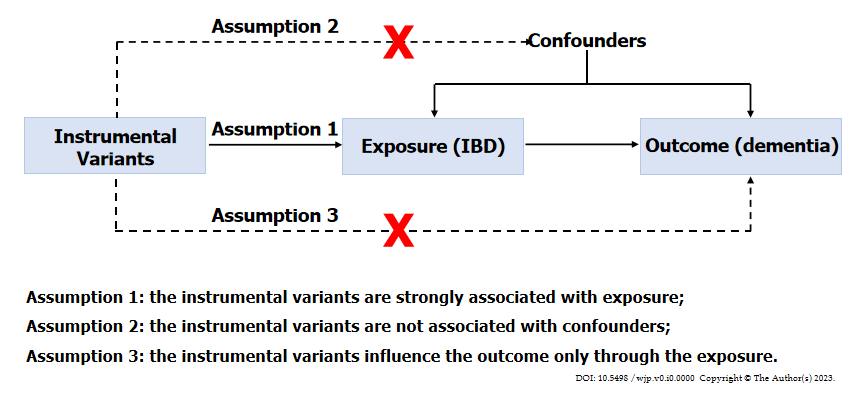 Assumption 2
Confounders
Instrumental
Variants
Assumption 1
Exposure (IBD)
Outcome (dementia)
Assumption 3
Assumption 1: the instrumental variants are strongly associated with exposure;
Assumption 2: the instrumental variants are not associated with confounders;
Assumption 3: the instrumental variants influence the outcome only through the exposure.
DOI: 10.5498 /wjp.v0.i0.0000 Copyright © The Author(s) 2023.